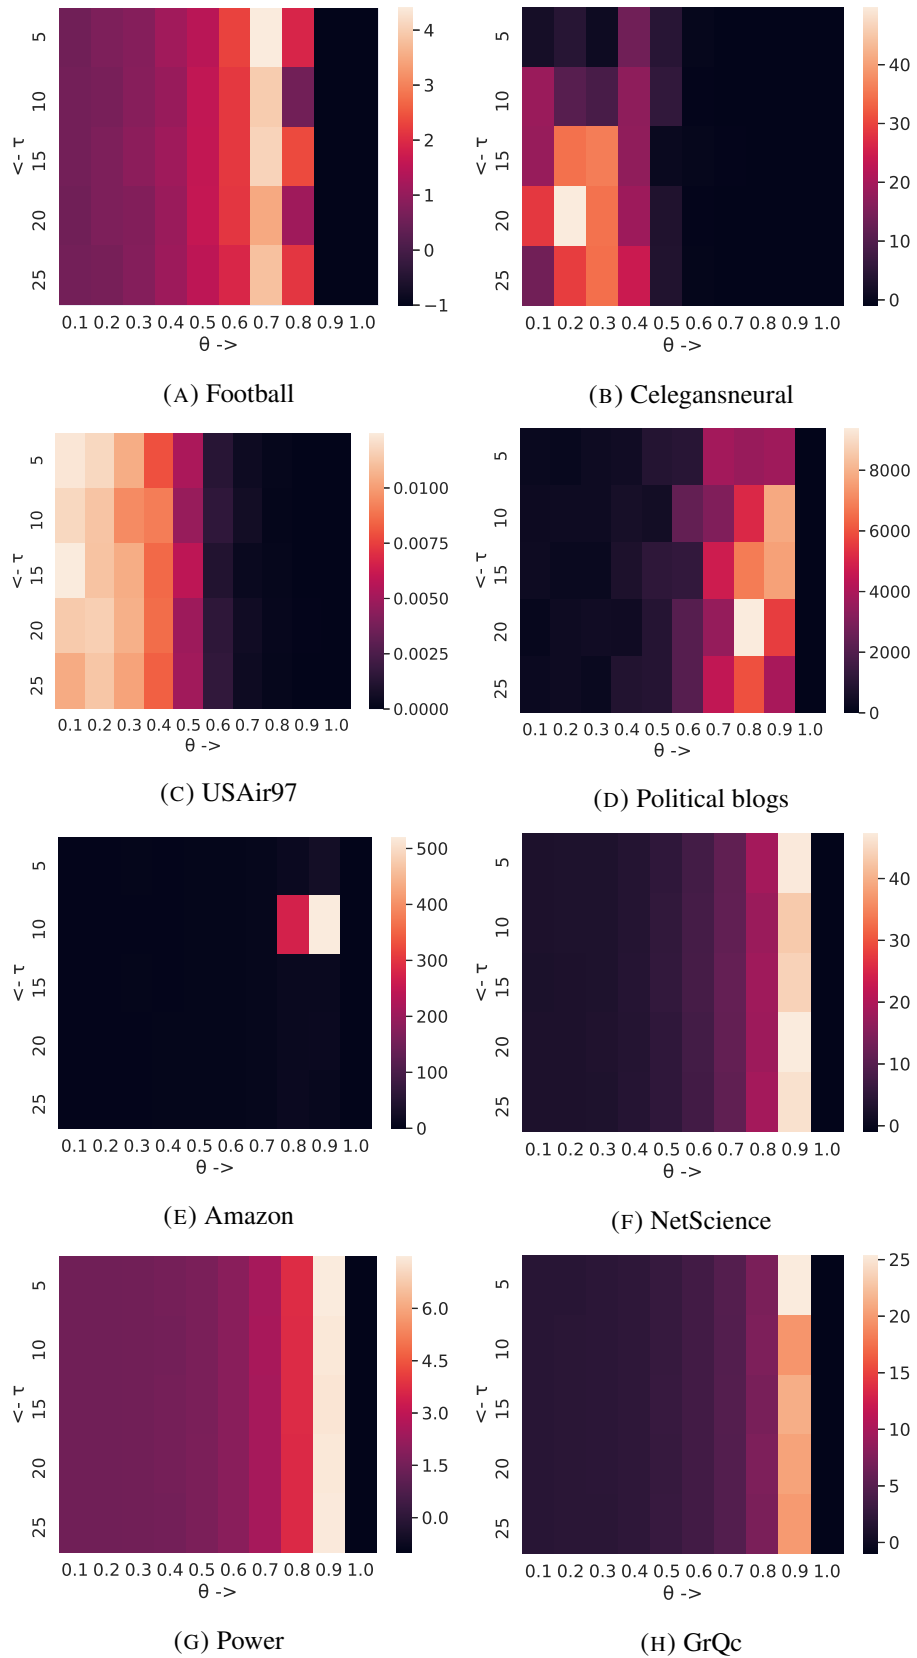 5
10
15
20
25
<- τ
0.1 0.2 0.3 0.4 0.5 0.6 0.7 0.8 0.9 1.0
θ ->
4
3
2
1
0
−1
(A) Football
5
10
15
20
25
<- τ
0.1 0.2 0.3 0.4 0.5 0.6 0.7 0.8 0.9 1.0
θ ->
40
30
20
10
0
(B) Celegansneural
5
10
15
20
25
<- τ
0.1 0.2 0.3 0.4 0.5 0.6 0.7 0.8 0.9 1.0
θ ->
0.0100
0.0075
0.0050
0.0025
0.0000
(C) USAir97
5
10
15
20
25
<- τ
0.1 0.2 0.3 0.4 0.5 0.6 0.7 0.8 0.9 1.0
θ ->
8000
6000
4000
2000
0
(D) Political blogs
5
10
15
20
25
<- τ
0.1 0.2 0.3 0.4 0.5 0.6 0.7 0.8 0.9 1.0
θ ->
500
400
300
200
100
0
(E) Amazon
5
10
15
20
25
<- τ
0.1 0.2 0.3 0.4 0.5 0.6 0.7 0.8 0.9 1.0
θ ->
40
30
20
10
0
(F) NetScience
5
10
15
20
25
<- τ
0.1 0.2 0.3 0.4 0.5 0.6 0.7 0.8 0.9 1.0
θ ->
6.0
4.5
3.0
1.5
0.0
(G) Power
5
10
15
20
25
<- τ
0.1 0.2 0.3 0.4 0.5 0.6 0.7 0.8 0.9 1.0
θ ->
25
20
15
10
5
0
(H) GrQc